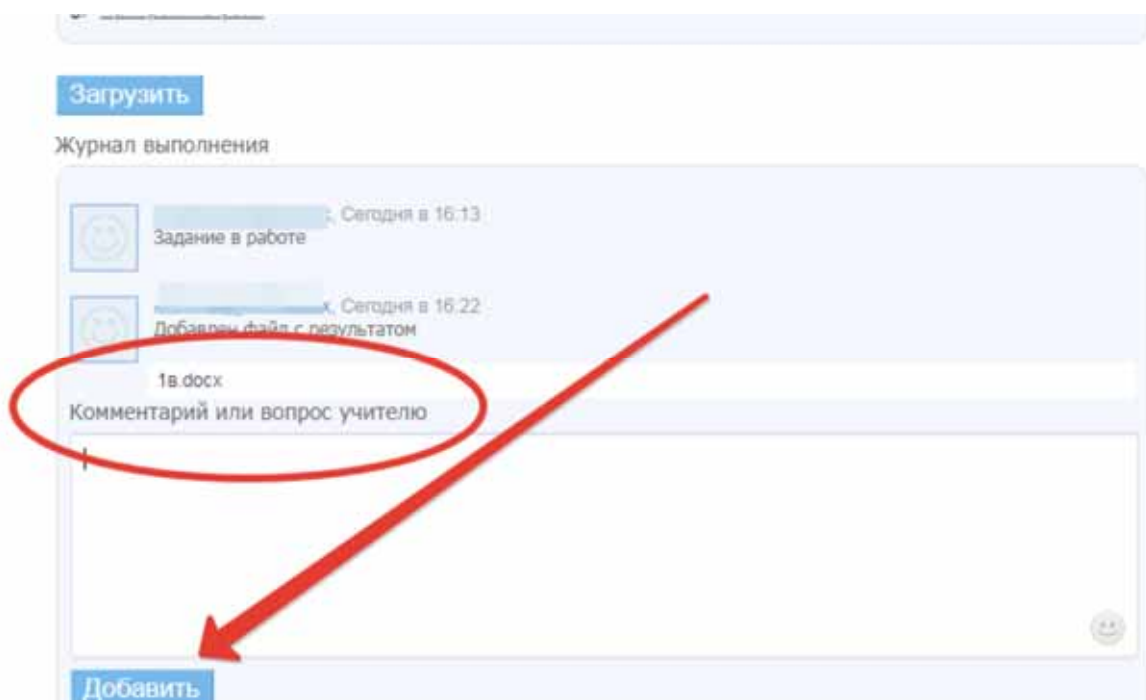 Загрузить
Журнал выполнения
, Сегодня в 16:13
Задание в работе
, Сегодня в 16:22
Добавлен файл с результатом
1в.docx
Комментарий или вопрос учителю
Добавить